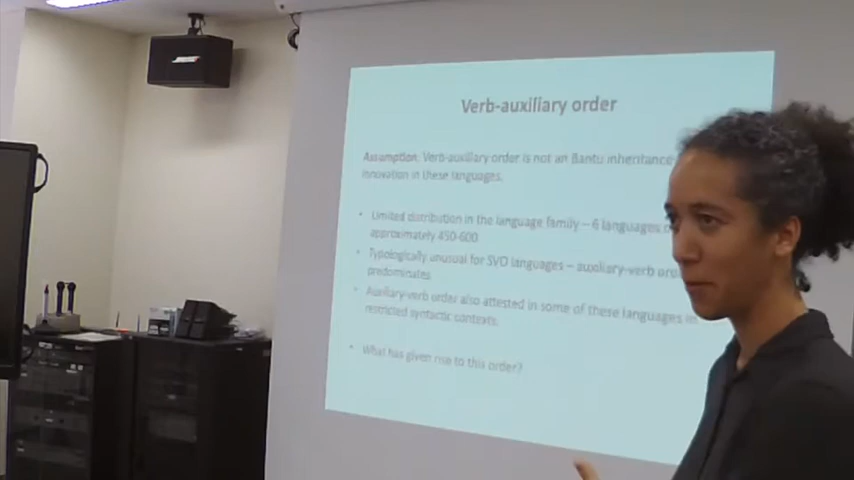 Verb-auxiliary order
Assumption: Verb-auxiliary order is not an Bantu inheritance
innovation in these languages.
• Limited distribution in the language family – 6 languages
approximately 450-600
• Typologically unusual for SVO languages – auxiliary-verb
predominates
• Auxiliary-verb order also attested in some of these languages in
restricted syntactic contexts.
• What has given rise to this order?